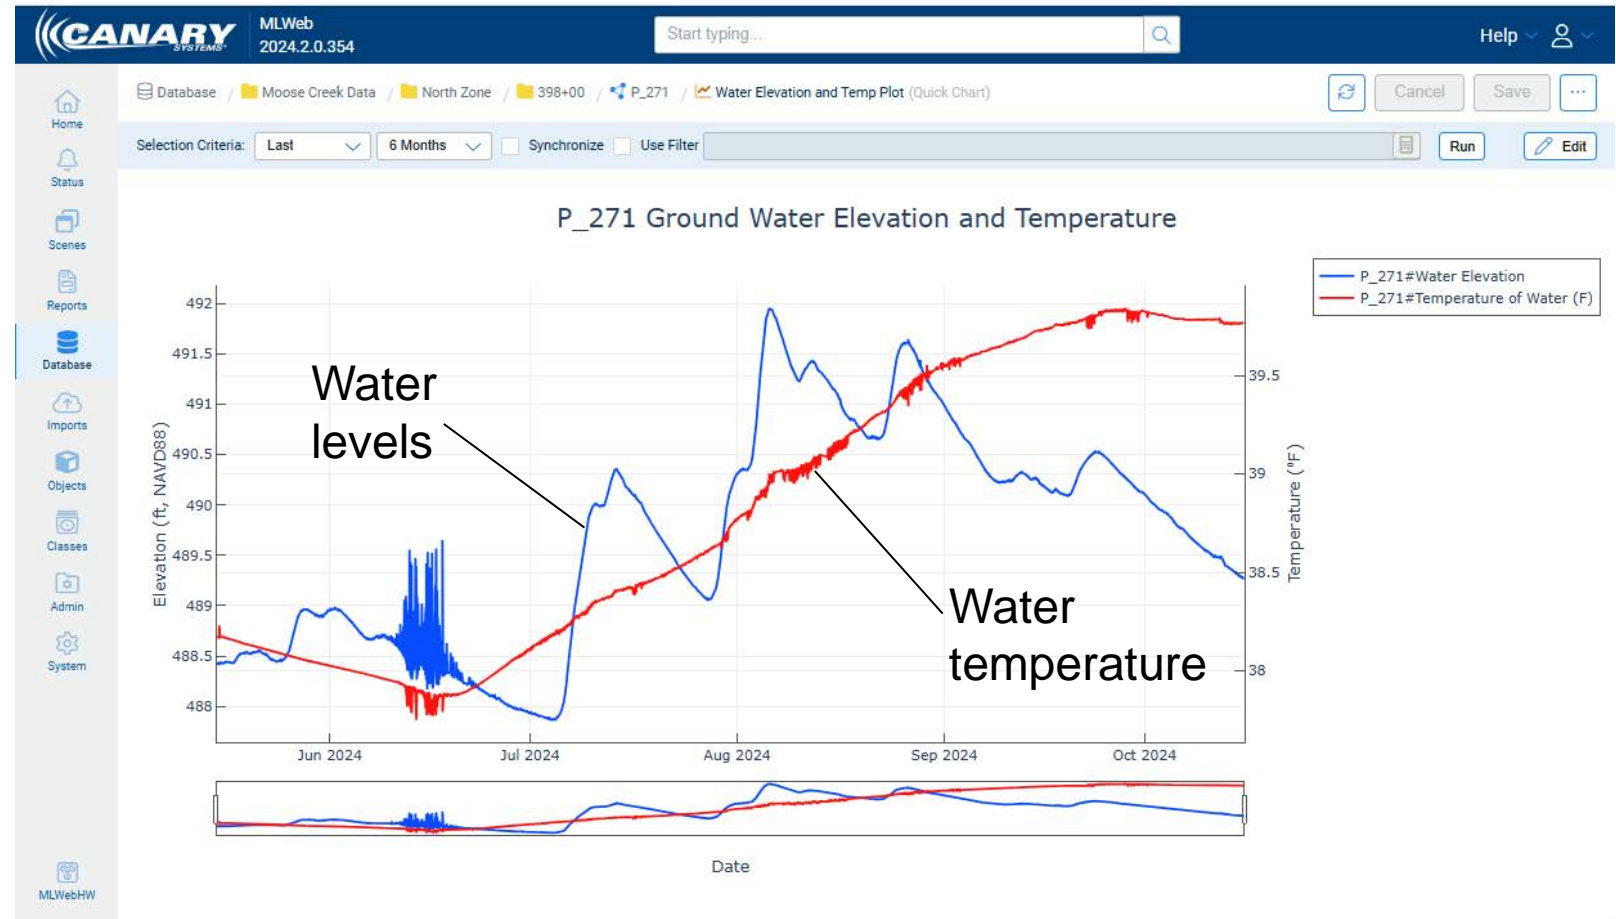 CANARY
SYSTEMS
MLWeb
2024.2.0.354
Start typing...
Help
Home
Status
Scenes
Reports
Database
Imports
Objects
Classes
Admin
System
MLWebHW
Database / Moose Creek Data / North Zone / 398+00 / P_271 / Water Elevation and Temp Plot (Quick Chart)
Cancel
Save
...
Selection Criteria: Last 6 Months Synchronize Use Filter Run Edit
P_271 Ground Water Elevation and Temperature
P_271#Water Elevation
P_271#Temperature of Water (F)
Elevation (ft, NAVD88)
492
491.5
491
490.5
490
489.5
489
488.5
488
Water
levels
Water
temperature
39.5
39
38.5
38
Temperature (°F)
Jun 2024 Jul 2024 Aug 2024 Sep 2024 Oct 2024
Date